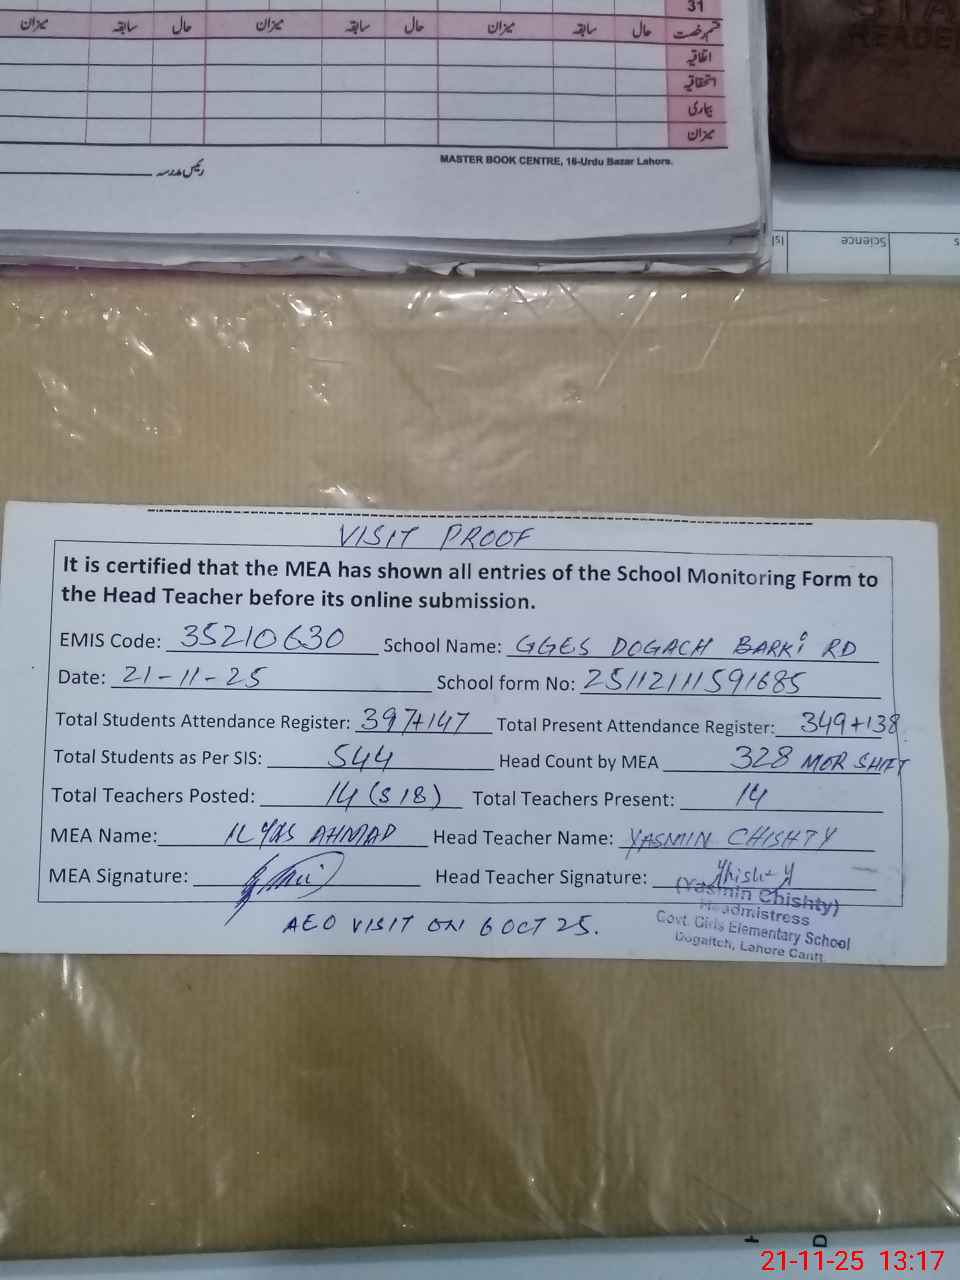 31
میزان سابقہ حال میزان سابقہ حال میزان سابقہ حال قسم رخصت
اتفاقیہ
استحقاقیہ
بیماری
میزان
رئیس مدرسہ
MASTER BOOK CENTRE, 16-Urdu Bazar Lahore.
STA
READE
Science
VISIT PROOF
It is certified that the MEA has shown all entries of the School Monitoring Form to
the Head Teacher before its online submission.
EMIS Code: 35210630 School Name: GGES DOGACH BARKI RD
Date: 21-11-25 School form No: 25112111591685
Total Students Attendance Register: 397+147 Total Present Attendance Register: 349+138
Total Students as Per SIS: 544 Head Count by MEA 328 MOR SHIFT
Total Teachers Posted: 14 (S 18) Total Teachers Present: 14
MEA Name: ILYAS AHMAD Head Teacher Name: YASMIN CHISHTY
MEA Signature: Head Teacher Signature:
(Yasmin Chishty)
Headmistress
Govt. Girls Elementary School
Dogaitch, Lahore Cantt
AEO VISIT ON 6 OCT 25.
21-11-25 13:17